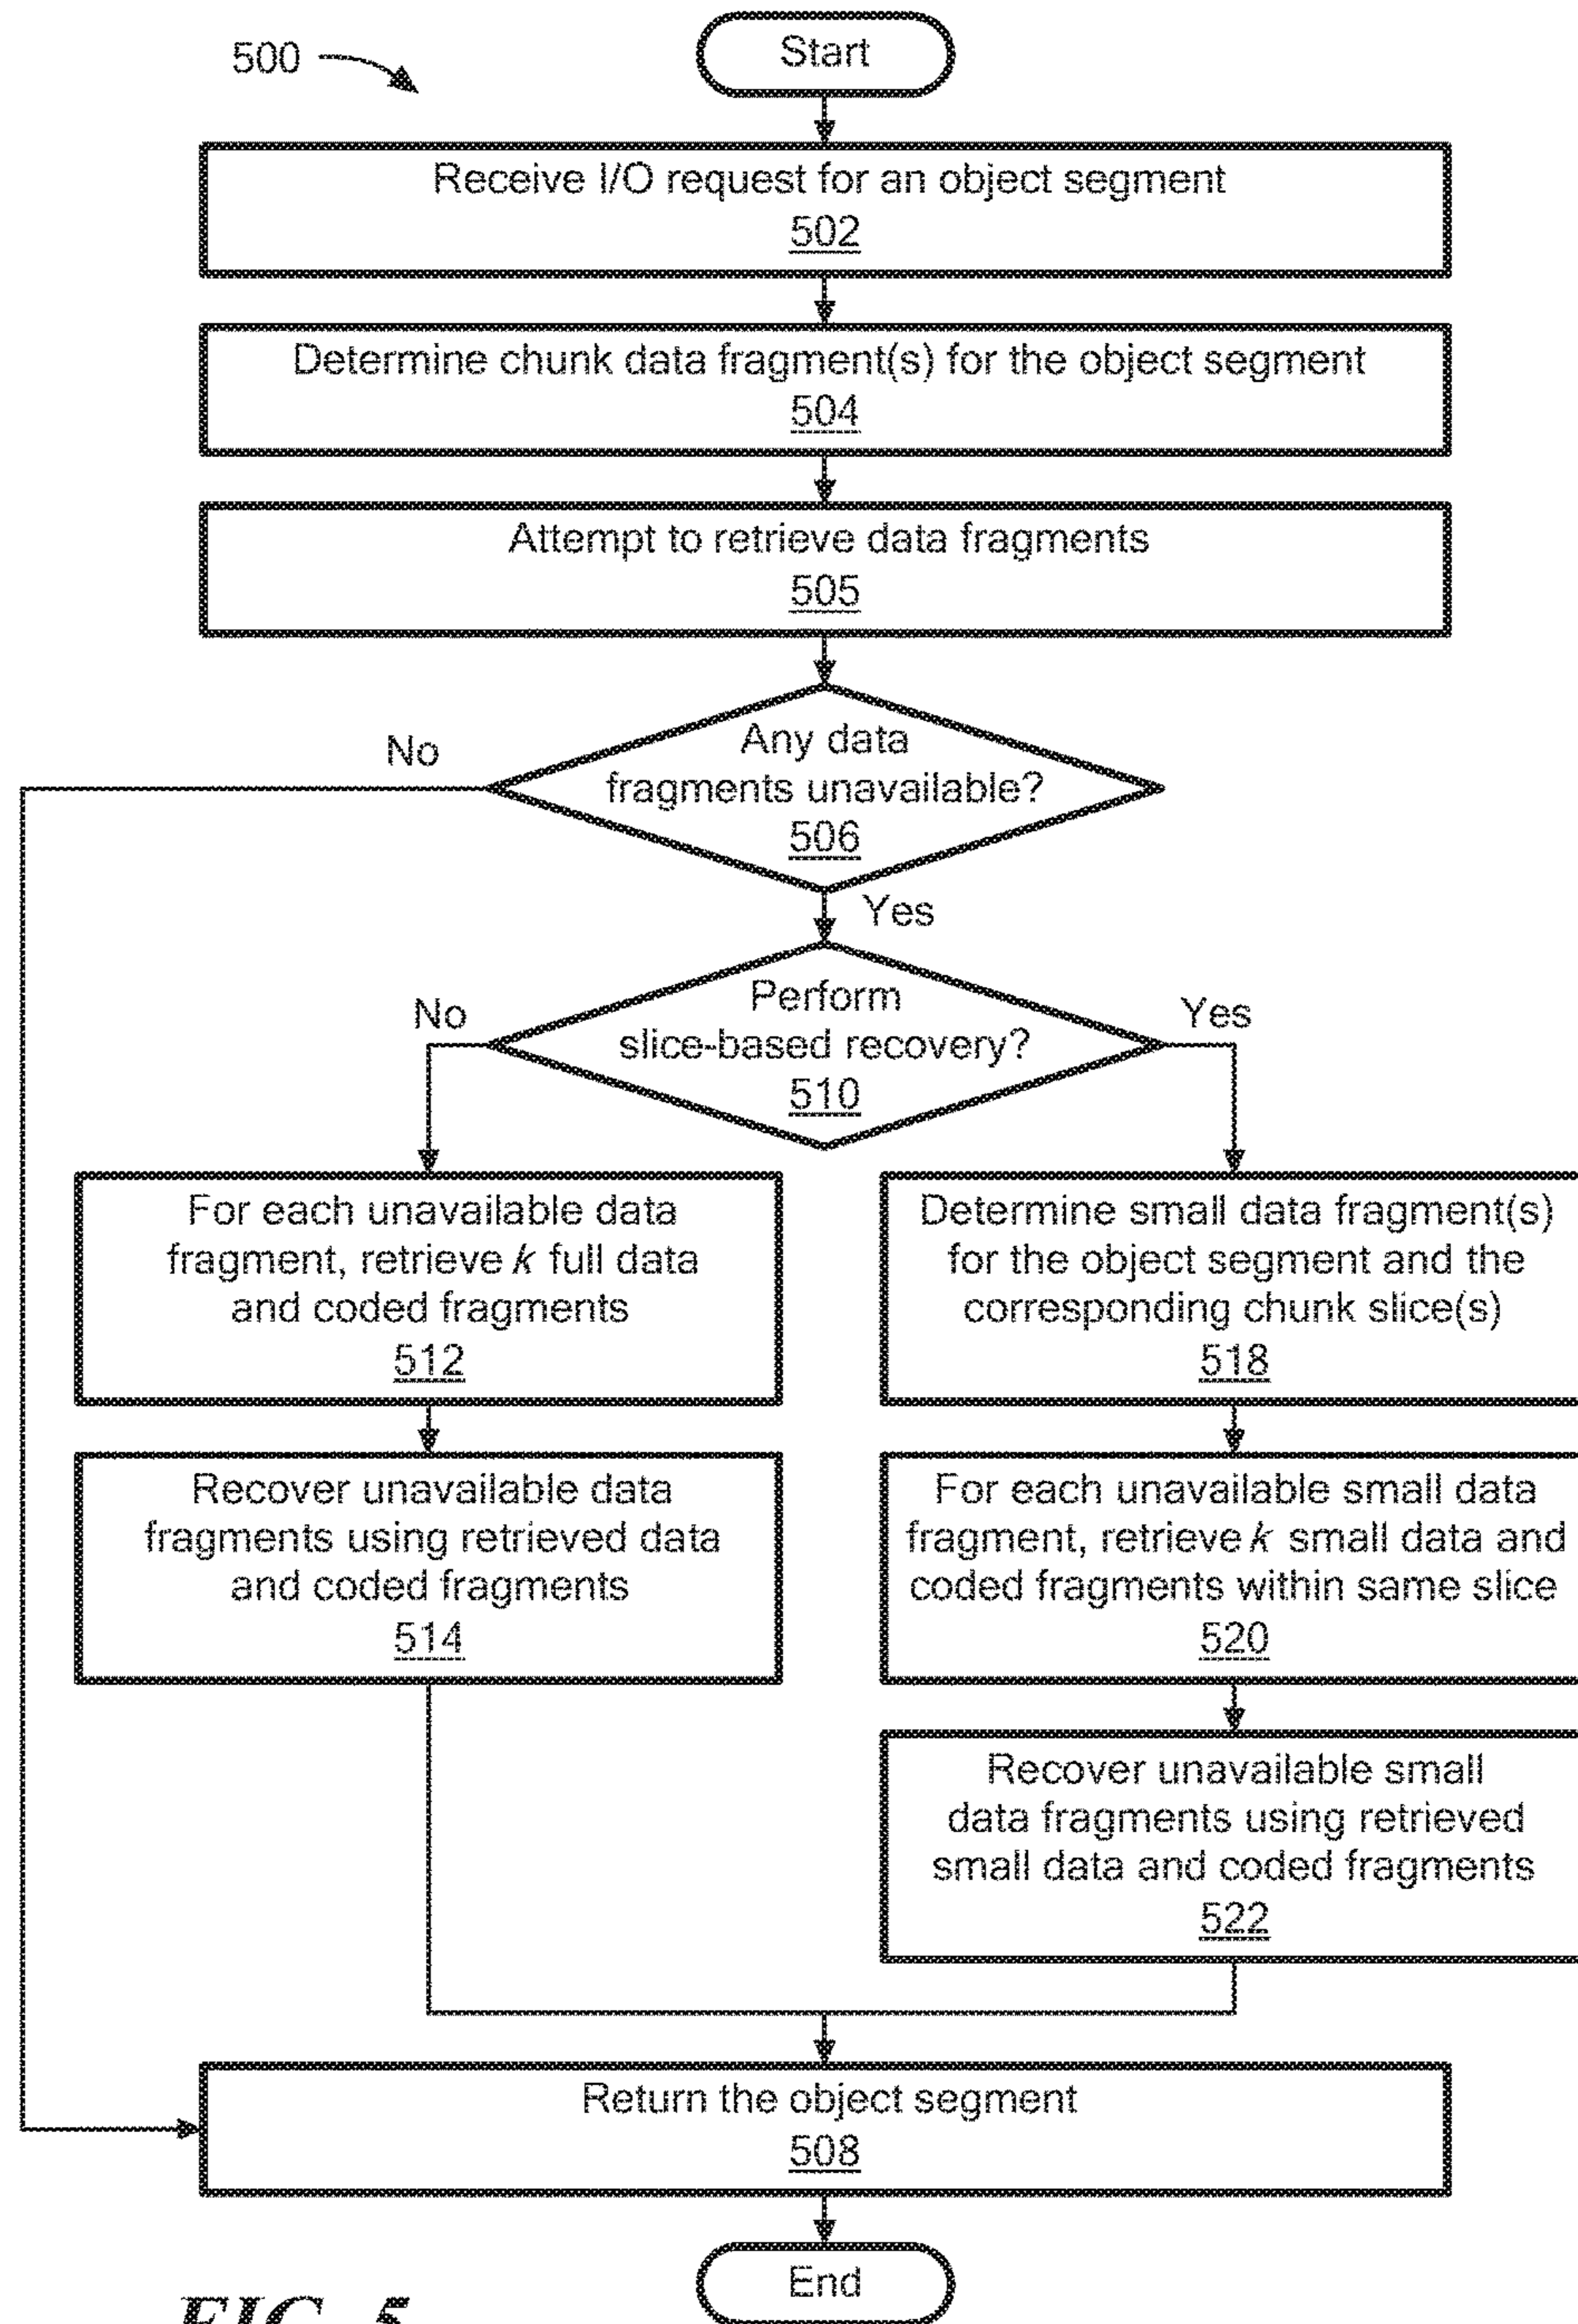 500
Start
Receive I/O request for an object segment
502
Determine chunk data fragment(s) for the object segment
504
Attempt to retrieve data fragments
505
Any data
fragments unavailable?
506
No
Yes
Perform
slice-based recovery?
510
No
Yes
For each unavailable data
fragment, retrieve k full data
and coded fragments
512
Recover unavailable data
fragments using retrieved data
and coded fragments
514
Determine small data fragment(s)
for the object segment and the
corresponding chunk slice(s)
518
For each unavailable small data
fragment, retrieve k small data and
coded fragments within same slice
520
Recover unavailable small
data fragments using retrieved
small data and coded fragments
522
Return the object segment
508
End
FIG. 5